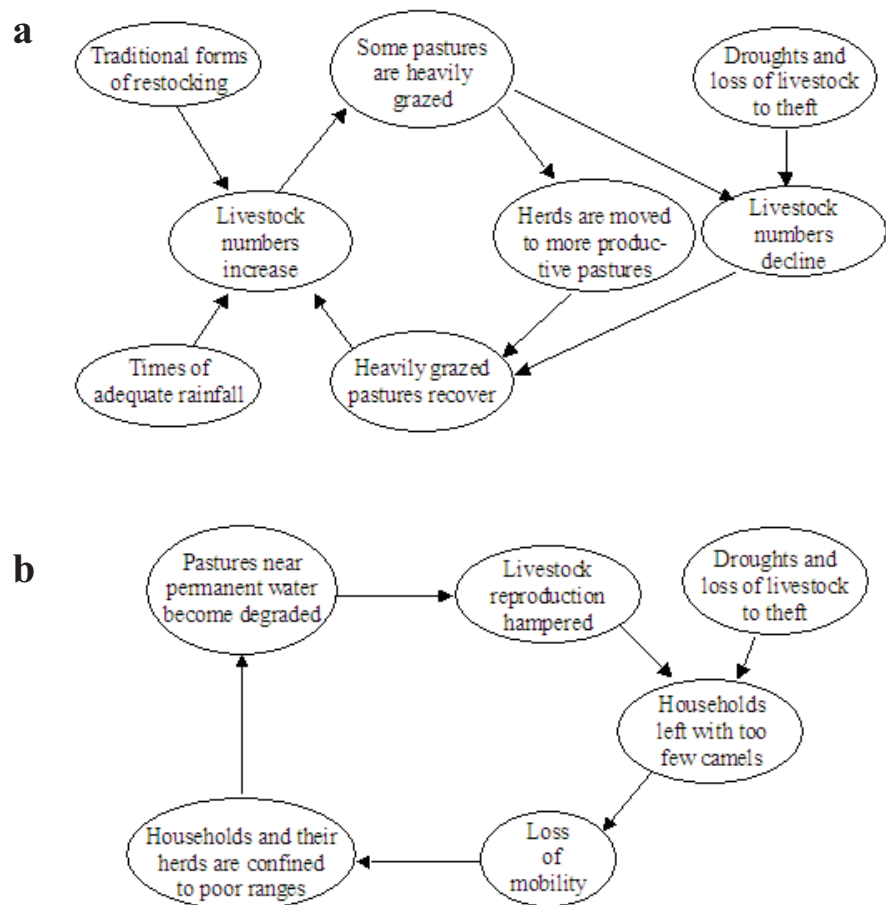 a
Traditional forms
of restocking
Some pastures
are heavily
grazed
Droughts and
loss of livestock
to theft
Livestock
numbers
increase
Herds are moved
to more produc-
tive pastures
Livestock
numbers
decline
Times of
adequate rainfall
Heavily grazed
pastures recover
b
Pastures near
permanent water
become degraded
Livestock
reproduction
hampered
Droughts and
loss of livestock
to theft
Households
left with too
few camels
Households and their
herds are confined
to poor ranges
Loss
of
mobility